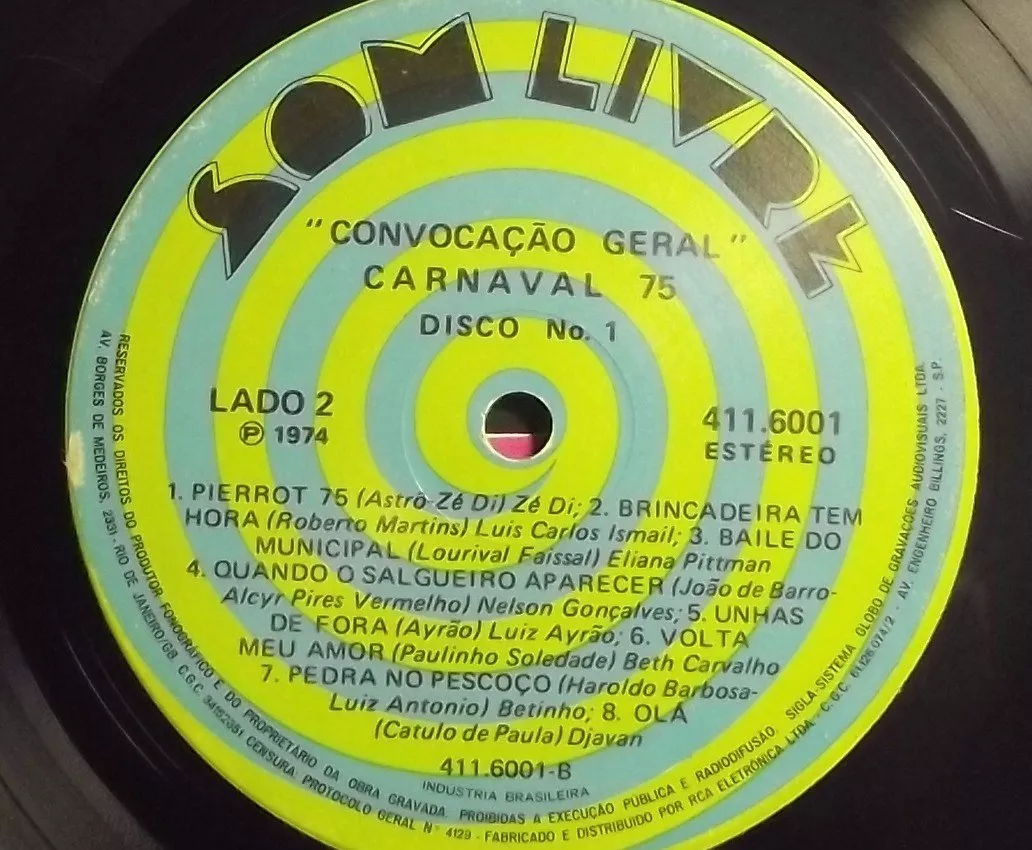 SOM LIVRE
"CONVOCAÇÃO GERAL"
CARNAVAL 75
DISCO No. 1
LADO 2
Ⓟ 1974
411.6001
ESTÉREO
1. PIERROT 75 (Astrô-Zé Di) Zé Di; 2. BRINCADEIRA TEM
HORA (Roberto Martins) Luis Carlos Ismail; 3. BAILE DO
MUNICIPAL (Lourival Faissal) Eliana Pittman
4. QUANDO O SALGUEIRO APARECER (João de Barro-
Alcyr Pires Vermelho) Nelson Gonçalves; 5. UNHAS
DE FORA (Ayrão) Luiz Ayrão; 6. VOLTA
MEU AMOR (Paulinho Soledade) Beth Carvalho
7. PEDRA NO PESCOÇO (Haroldo Barbosa-
Luiz Antonio) Betinho; 8. OLÁ
(Catulo de Paula) Djavan
411.6001-B
INDUSTRIA BRASILEIRA
RESERVADOS OS DIREITOS DO PRODUTOR FONOGRÁFICO E DO PROPRIETARIO DA OBRA GRAVADA. PROIBIDAS A EXECUÇÃO PUBLICA E RADIODIFUSÃO. SIGLA-SISTEMA GLOBO DE GRAVAÇÕES AUDIOVISUAIS LTDA
AV. BORGES DE MEDEIROS, 2331 - RIO DE JANEIRO/GB C.G.C. 34162651 CENSURA: PROTOCOLO GERAL Nº 4129 - FABRICADO E DISTRIBUIDO POR RCA ELETRÔNICA LTDA - C.G.C. 61126 074/2 - AV. ENGENHEIRO BILLINGS, 2227 - S.P.